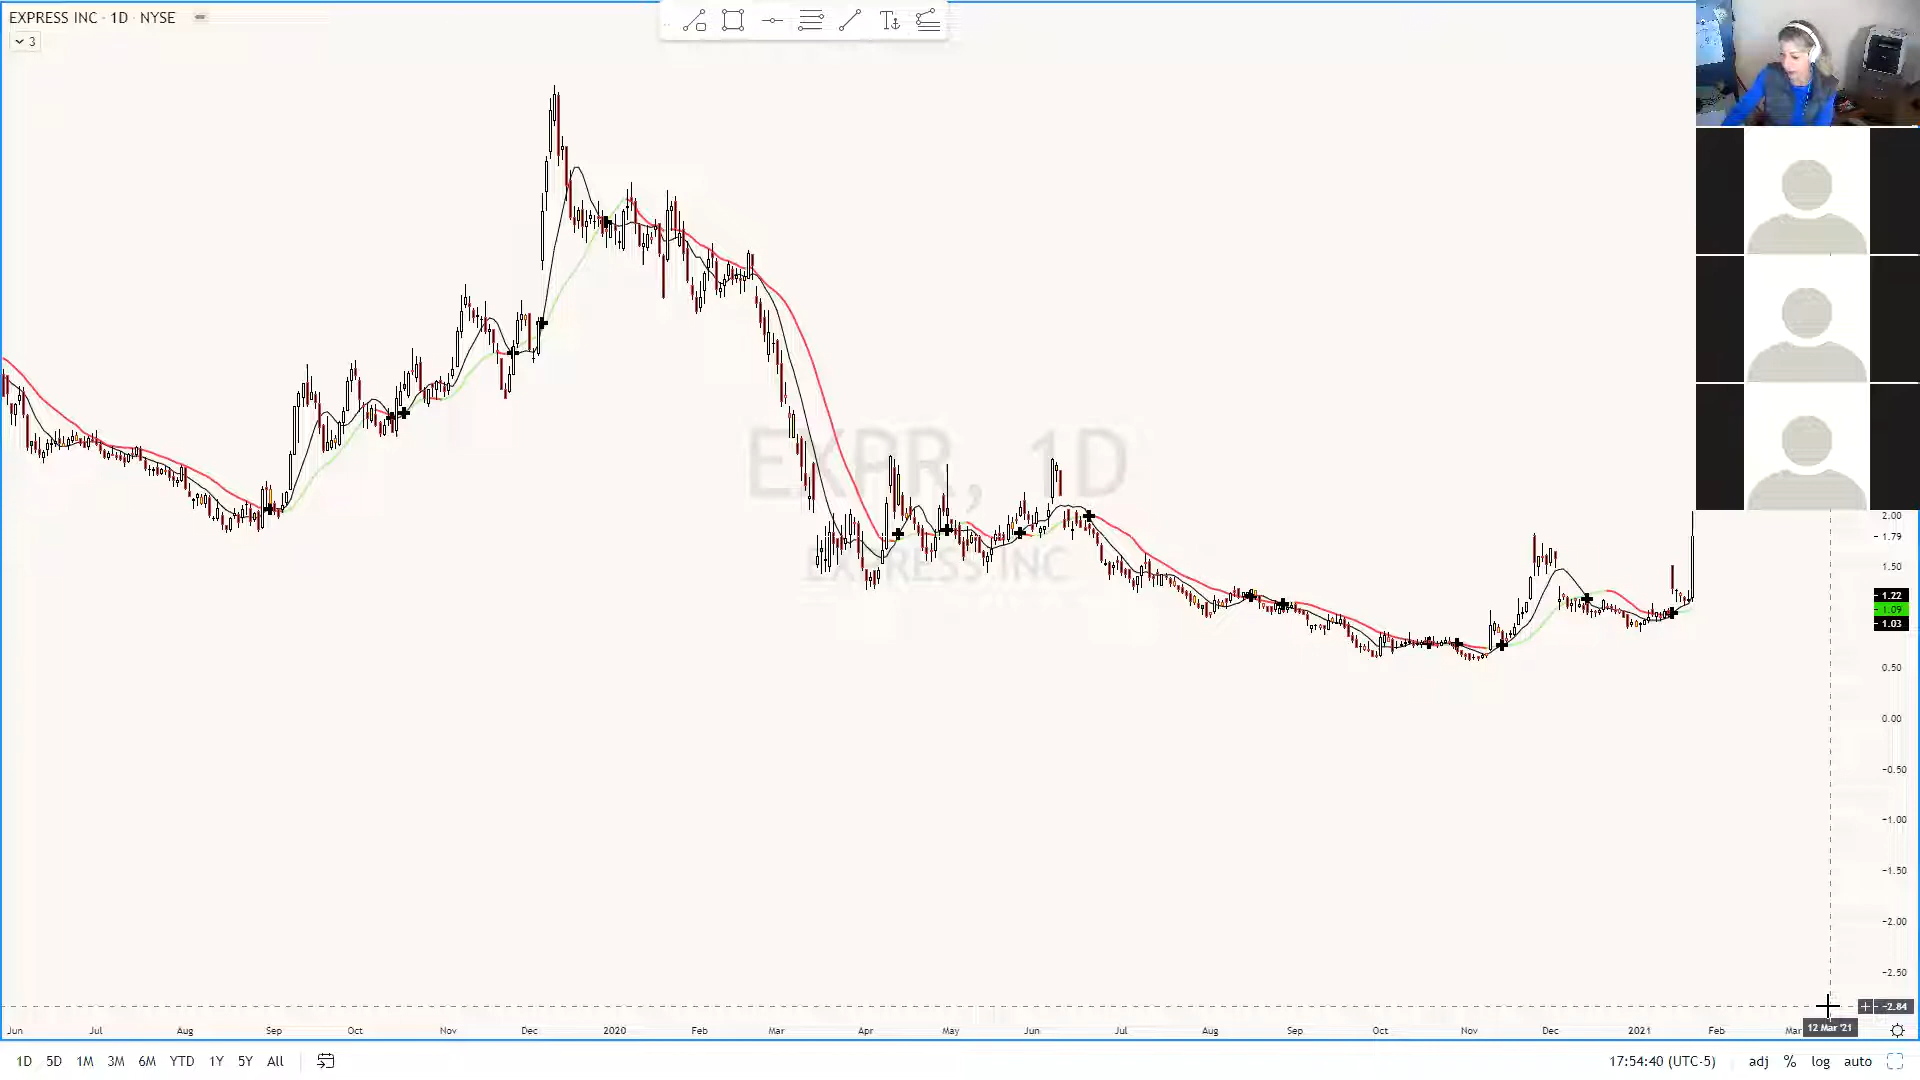 EXPRESS INC · 1D · NYSE
3
EXPR, 1D
EXPRESS INC
2.00
1.79
1.50
1.22
1.09
1.03
0.50
0.00
−0.50
−1.00
−1.50
−2.00
−2.50
−2.84
Jun Jul Aug Sep Oct Nov Dec 2020 Feb Mar Apr May Jun Jul Aug Sep Oct Nov Dec 2021 Feb Mar
12 Mar '21
1D 5D 1M 3M 6M YTD 1Y 5Y All 17:54:40 (UTC-5) adj % log auto